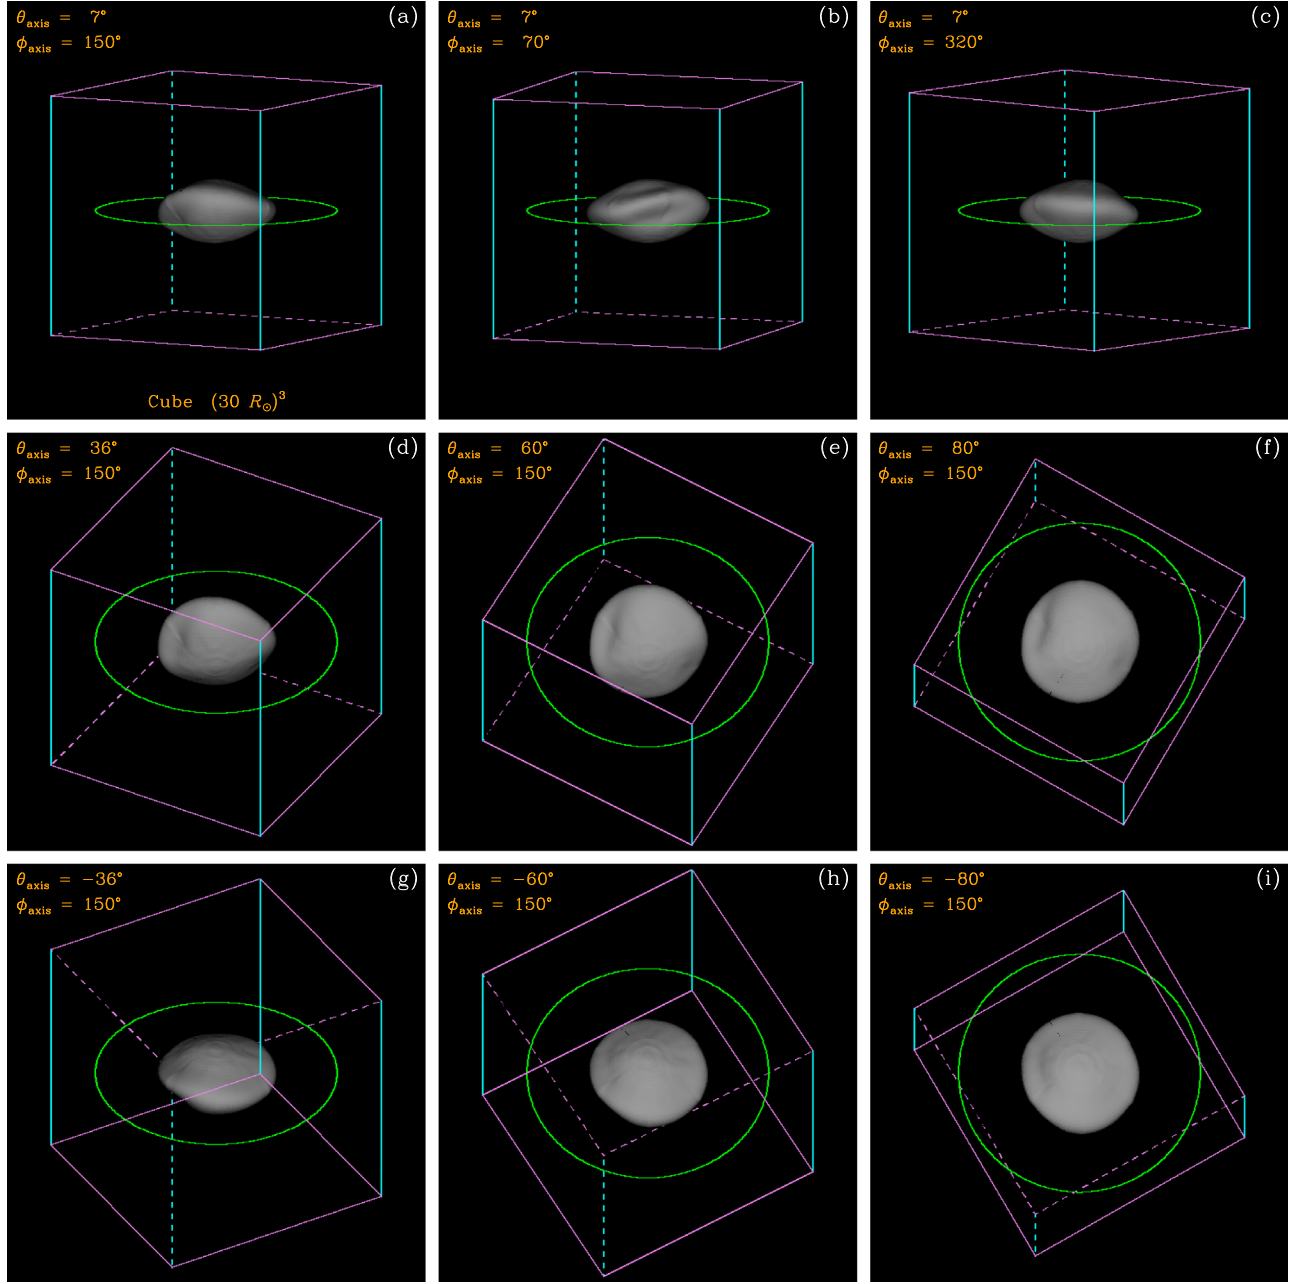 θaxis = 7° (a)
ϕaxis = 150°
Cube (30 R☉)³
θaxis = 7° (b)
ϕaxis = 70°
θaxis = 7° (c)
ϕaxis = 320°
θaxis = 36° (d)
ϕaxis = 150°
θaxis = 60° (e)
ϕaxis = 150°
θaxis = 80° (f)
ϕaxis = 150°
θaxis = −36° (g)
ϕaxis = 150°
θaxis = −60° (h)
ϕaxis = 150°
θaxis = −80° (i)
ϕaxis = 150°